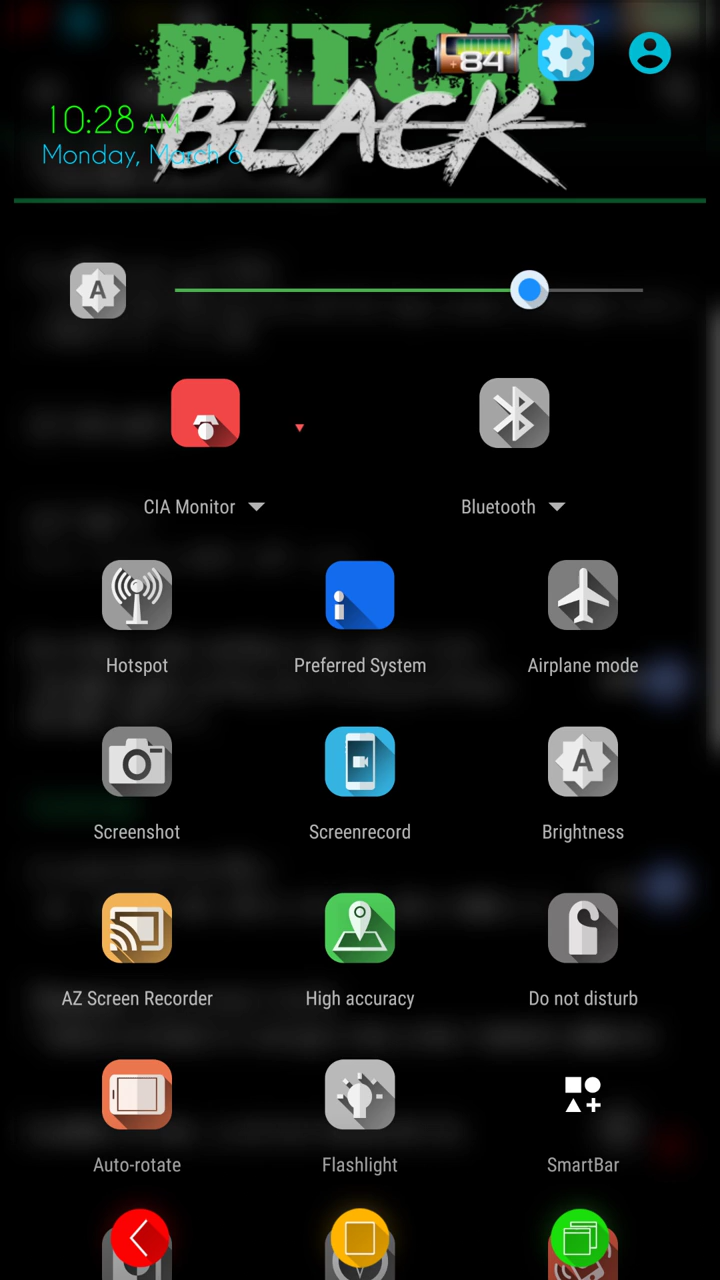 PITCH
84
BLACK
10:28 AM
Monday, March 6
A
CIA Monitor
Bluetooth
Hotspot
Preferred System
Airplane mode
Screenshot
Screenrecord
A
Brightness
AZ Screen Recorder
High accuracy
Do not disturb
Auto-rotate
Flashlight
SmartBar